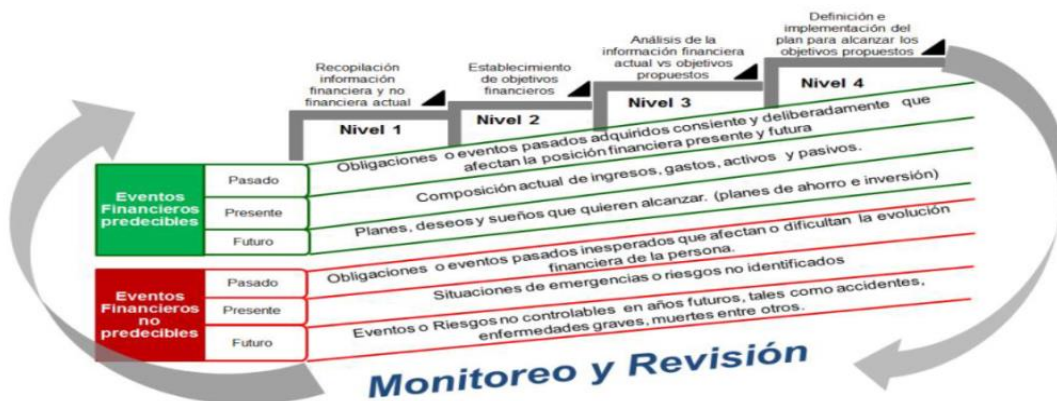 Recopilación
información
financiera y no
financiera actual
Nivel 1
Establecimiento
de objetivos
financieros
Nivel 2
Análisis de la
información financiera
actual vs objetivos
propuestos
Nivel 3
Definición e
implementación del
plan para alcanzar los
objetivos propuestos
Nivel 4
Eventos
Financieros
predecibles
Pasado
Obligaciones o eventos pasados adquiridos consiente y deliberadamente que
afectan la posición financiera presente y futura
Presente
Composición actual de ingresos, gastos, activos y pasivos.
Futuro
Planes, deseos y sueños que quieren alcanzar. (planes de ahorro e inversión)
Eventos
Financieros
no
predecibles
Pasado
Obligaciones o eventos pasados inesperados que afectan o dificultan la evolución
financiera de la persona.
Presente
Situaciones de emergencias o riesgos no identificados
Futuro
Eventos o Riesgos no controlables en años futuros, tales como accidentes,
enfermedades graves, muertes entre otros.
Monitoreo y Revisión